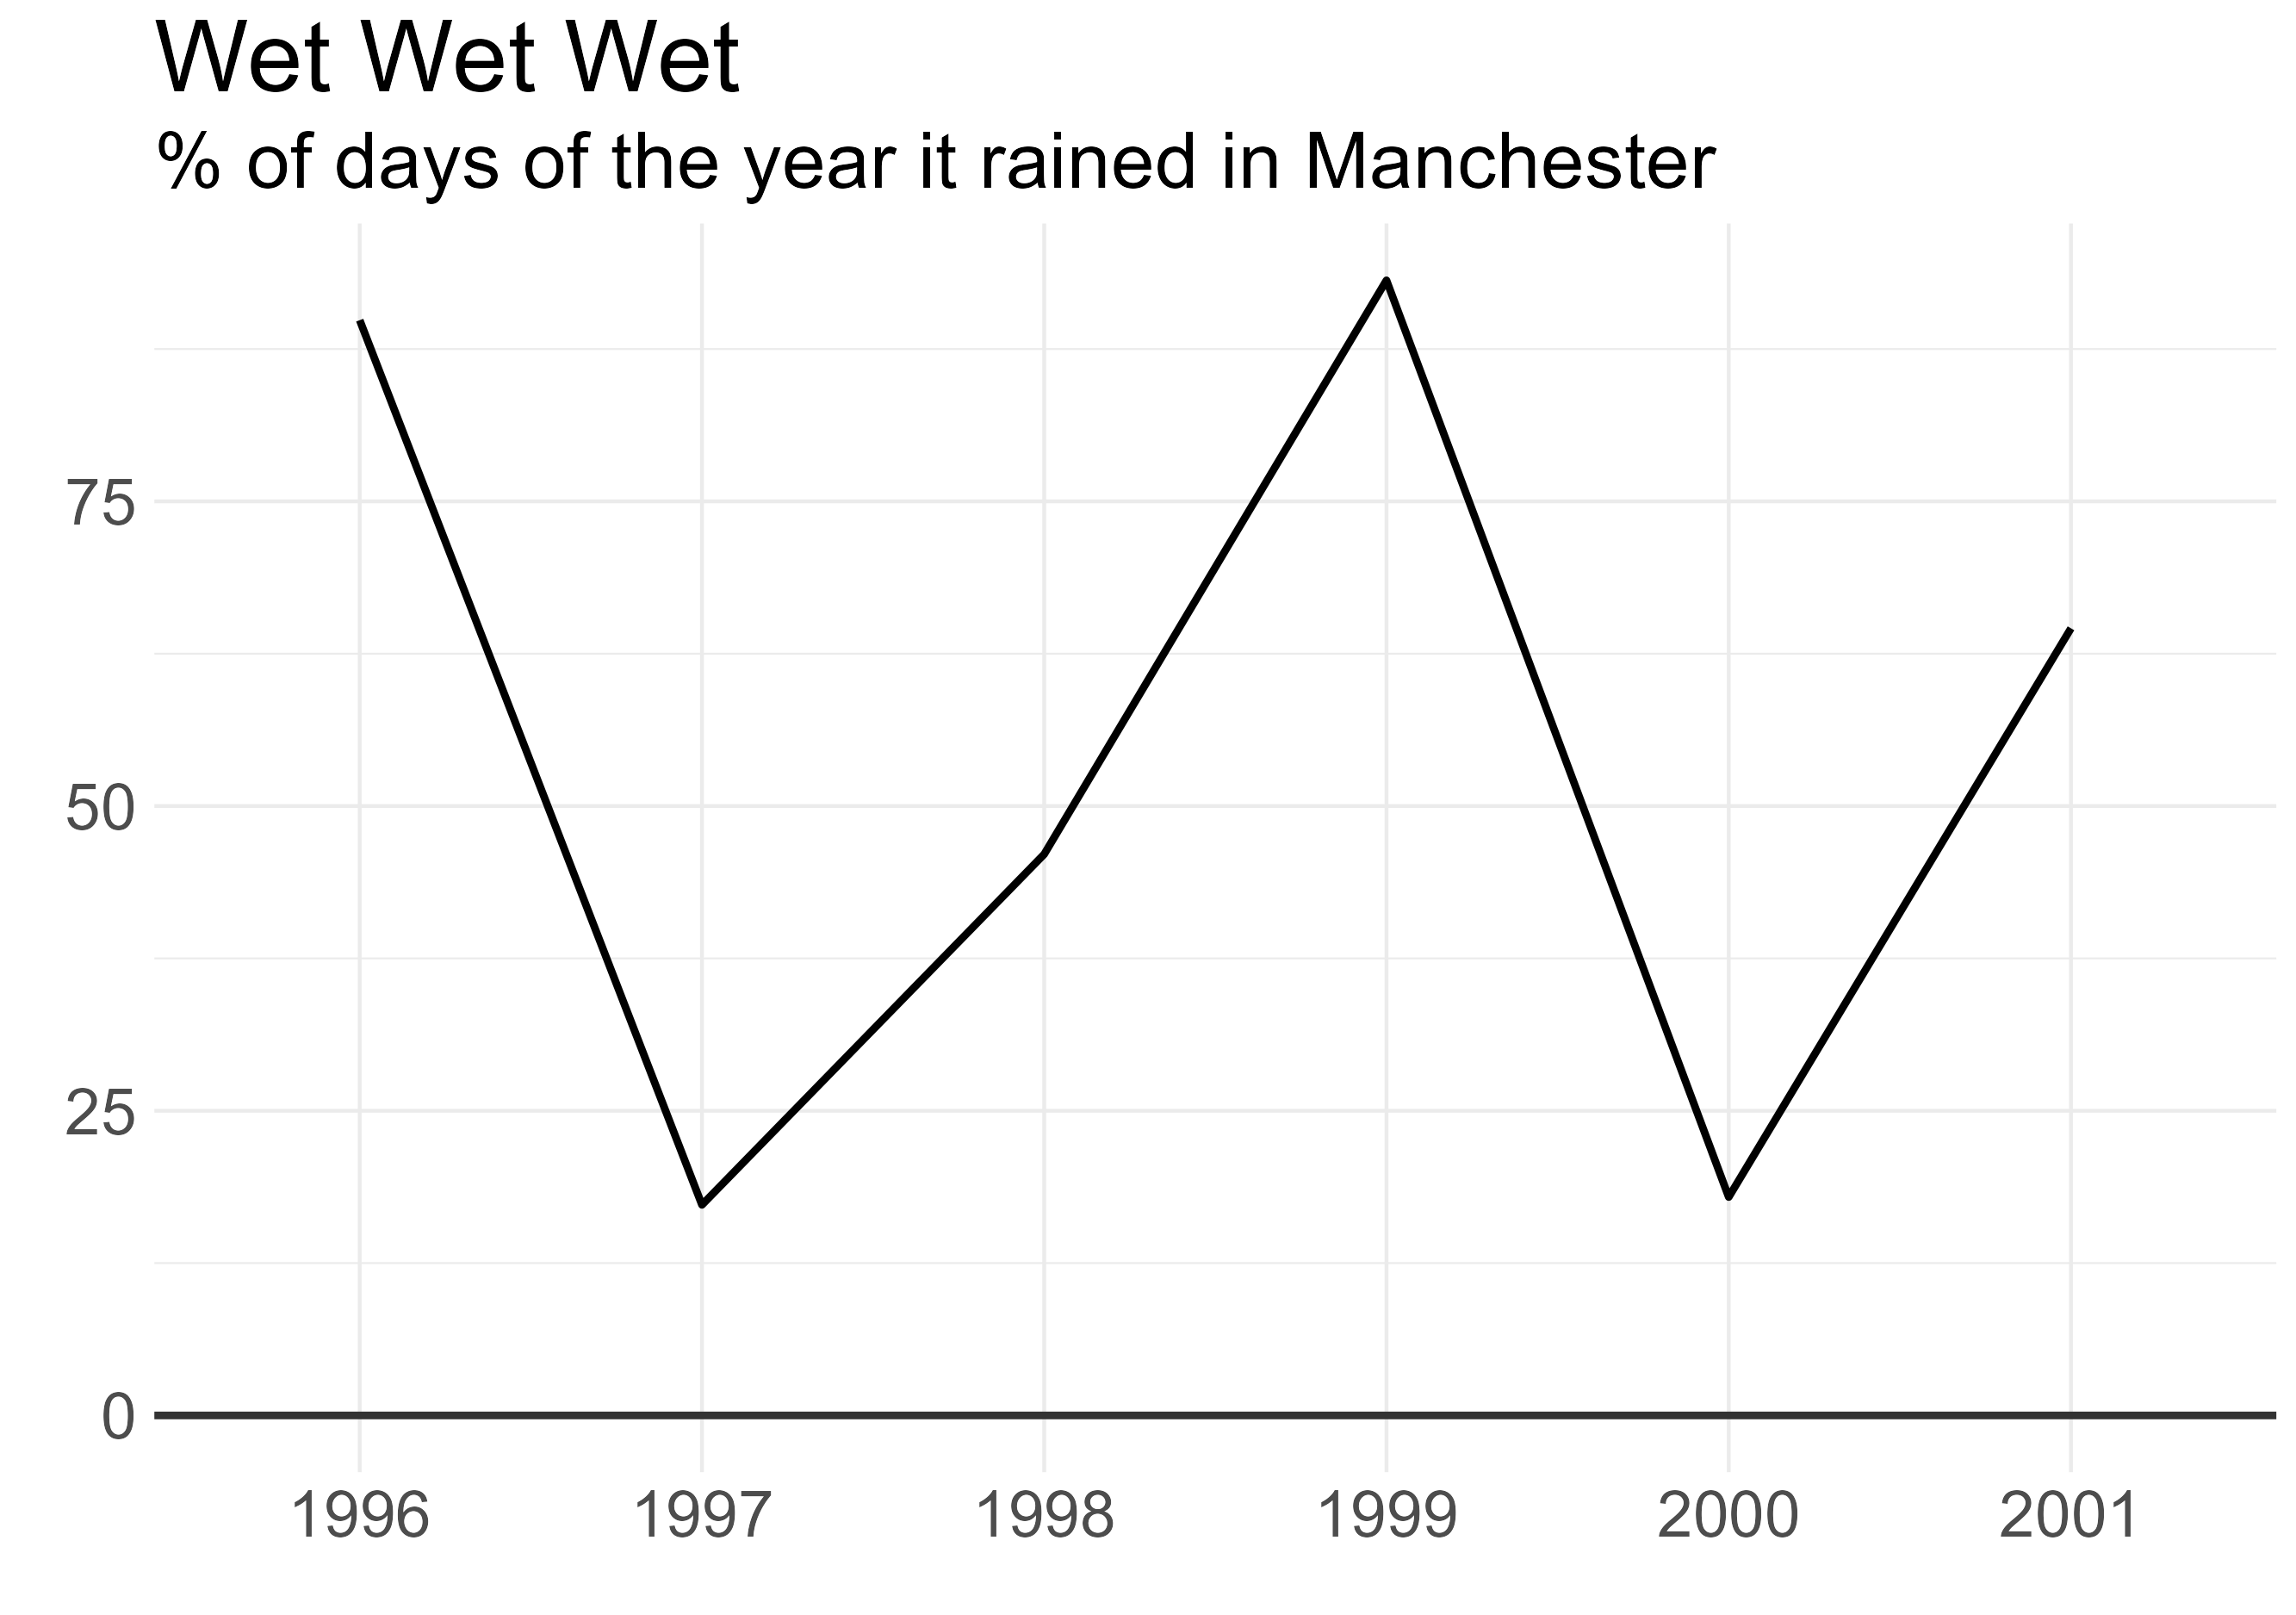 Wet Wet Wet
% of days of the year it rained in Manchester
75
50
25
0
1996 1997 1998 1999 2000 2001